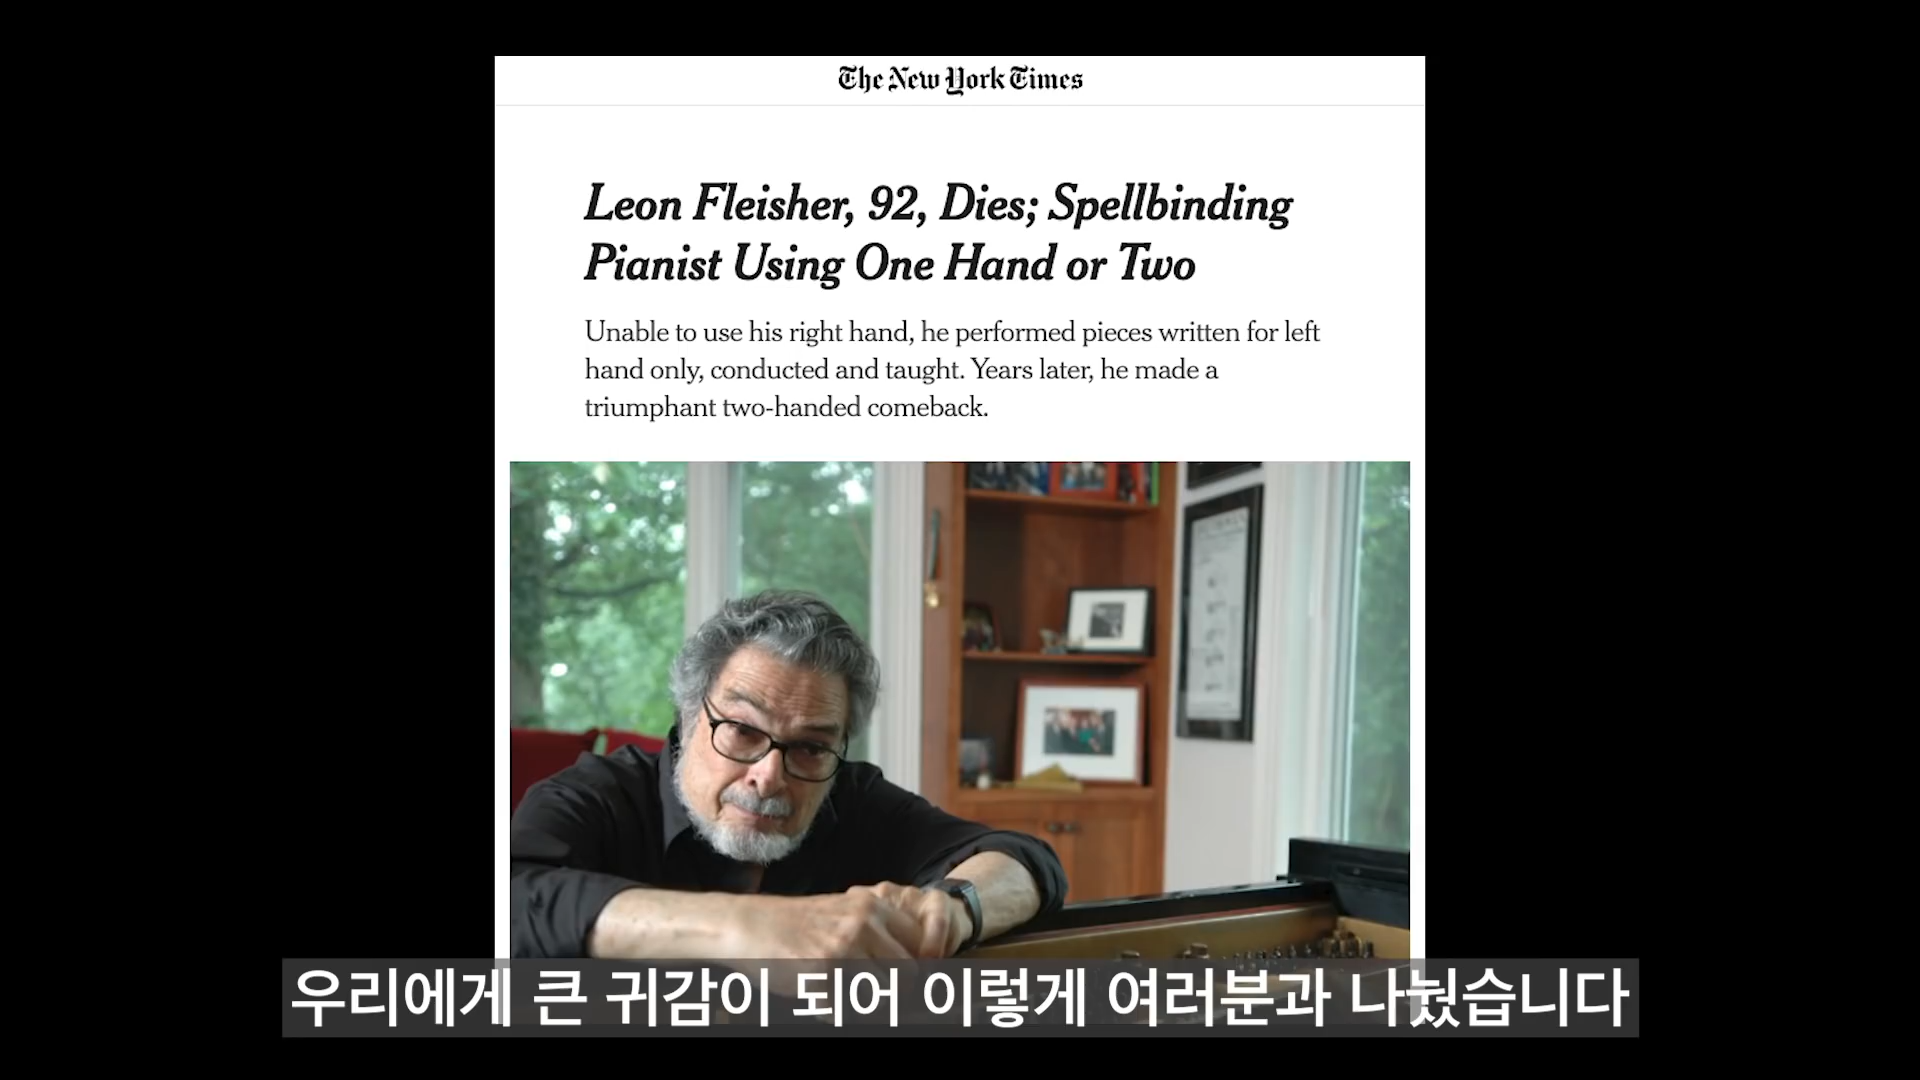 The New York Times
Leon Fleisher, 92, Dies; Spellbinding
Pianist Using One Hand or Two
Unable to use his right hand, he performed pieces written for left
hand only, conducted and taught. Years later, he made a
triumphant two-handed comeback.
우리에게 큰 귀감이 되어 이렇게 여러분과 나눴습니다